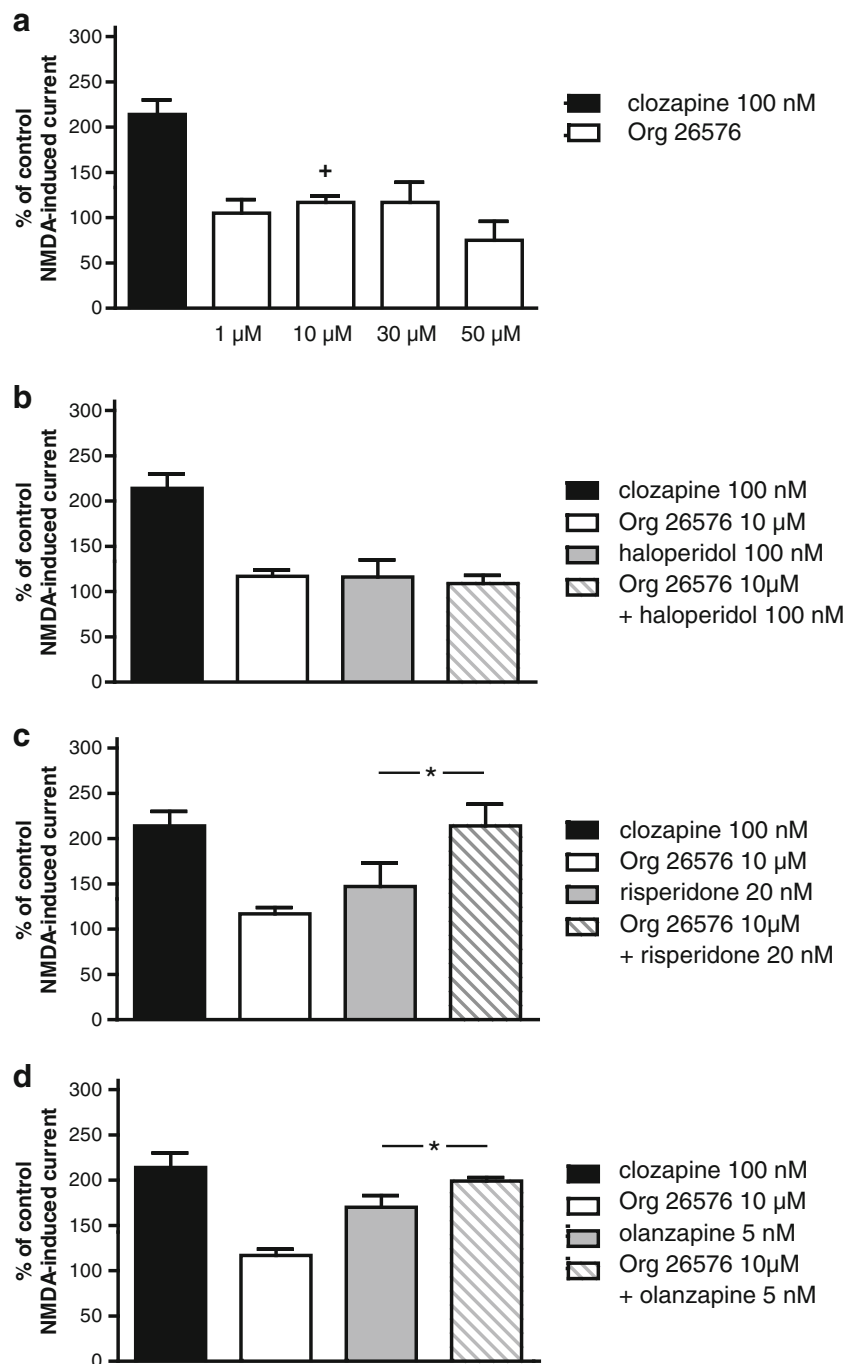 a
% of control
NMDA-induced current
300
250
200
150
100
50
0
+
1 µM 10 µM 30 µM 50 µM
clozapine 100 nM
Org 26576
b
% of control
NMDA-induced current
300
250
200
150
100
50
0
clozapine 100 nM
Org 26576 10 µM
haloperidol 100 nM
Org 26576 10µM
+ haloperidol 100 nM
c
% of control
NMDA-induced current
300
250
200
150
100
50
0
*
clozapine 100 nM
Org 26576 10 µM
risperidone 20 nM
Org 26576 10µM
+ risperidone 20 nM
d
% of control
NMDA-induced current
300
250
200
150
100
50
0
*
clozapine 100 nM
Org 26576 10 µM
olanzapine 5 nM
Org 26576 10µM
+ olanzapine 5 nM